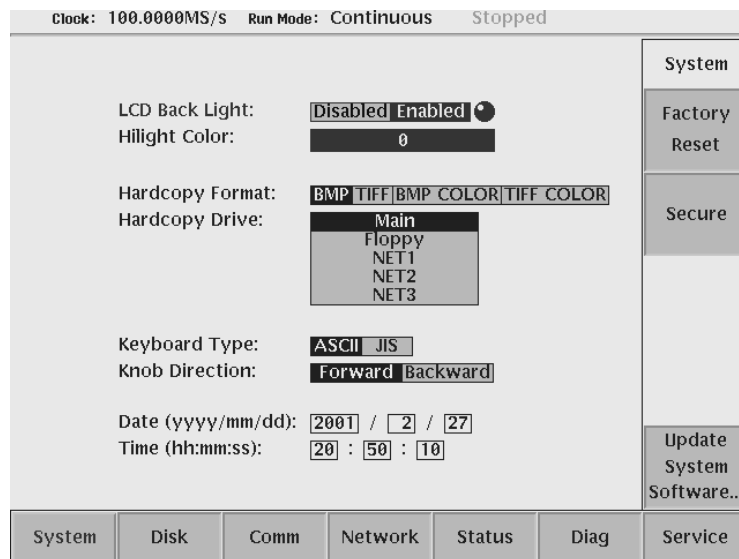 Clock: 100.0000MS/s Run Mode: Continuous Stopped
System
LCD Back Light: Disabled Enabled
Hilight Color: 0
Factory
Reset
Hardcopy Format: BMP TIFF BMP COLOR TIFF COLOR
Hardcopy Drive: Main
Floppy
NET1
NET2
NET3
Secure
Keyboard Type: ASCII JIS
Knob Direction: Forward Backward
Date (yyyy/mm/dd): 2001 / 2 / 27
Time (hh:mm:ss): 20 : 50 : 10
Update
System
Software..
System Disk Comm Network Status Diag Service